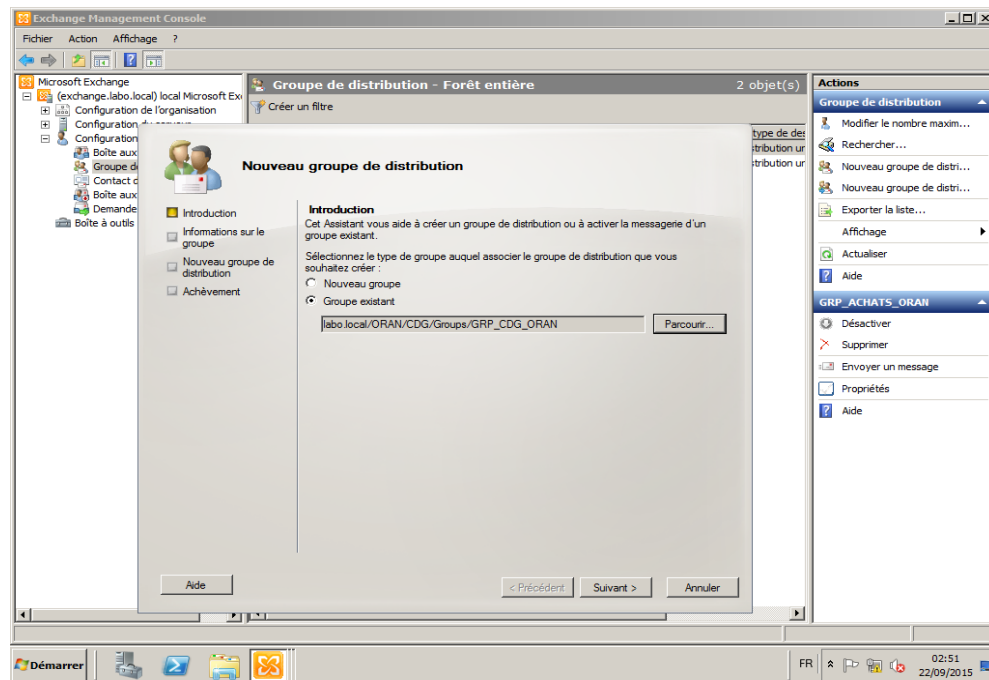 Exchange Management Console
Fichier Action Affichage ?
Microsoft Exchange
(exchange.labo.local) local Microsoft Ex
Configuration de l'organisation
Configuration du serveur
Configuration
Boîte aux
Groupe d
Contact d
Boîte aux
Demande
Boîte à outils
Groupe de distribution - Forêt entière 2 objet(s)
Créer un filtre
type de des
tribution ur
tribution ur
Nouveau groupe de distribution
Introduction
Informations sur le
groupe
Nouveau groupe de
distribution
Achèvement
Introduction
Cet Assistant vous aide à créer un groupe de distribution ou à activer la messagerie d'un
groupe existant.
Sélectionnez le type de groupe auquel associer le groupe de distribution que vous
souhaitez créer :
Nouveau groupe
Groupe existant
labo.local/ORAN/CDG/Groups/GRP_CDG_ORAN Parcourir...
Aide < Précédent Suivant > Annuler
Actions
Groupe de distribution
Modifier le nombre maxim...
Rechercher...
Nouveau groupe de distri...
Nouveau groupe de distri...
Exporter la liste...
Affichage
Actualiser
Aide
GRP_ACHATS_ORAN
Désactiver
Supprimer
Envoyer un message
Propriétés
Aide
Démarrer FR 02:51
22/09/2015